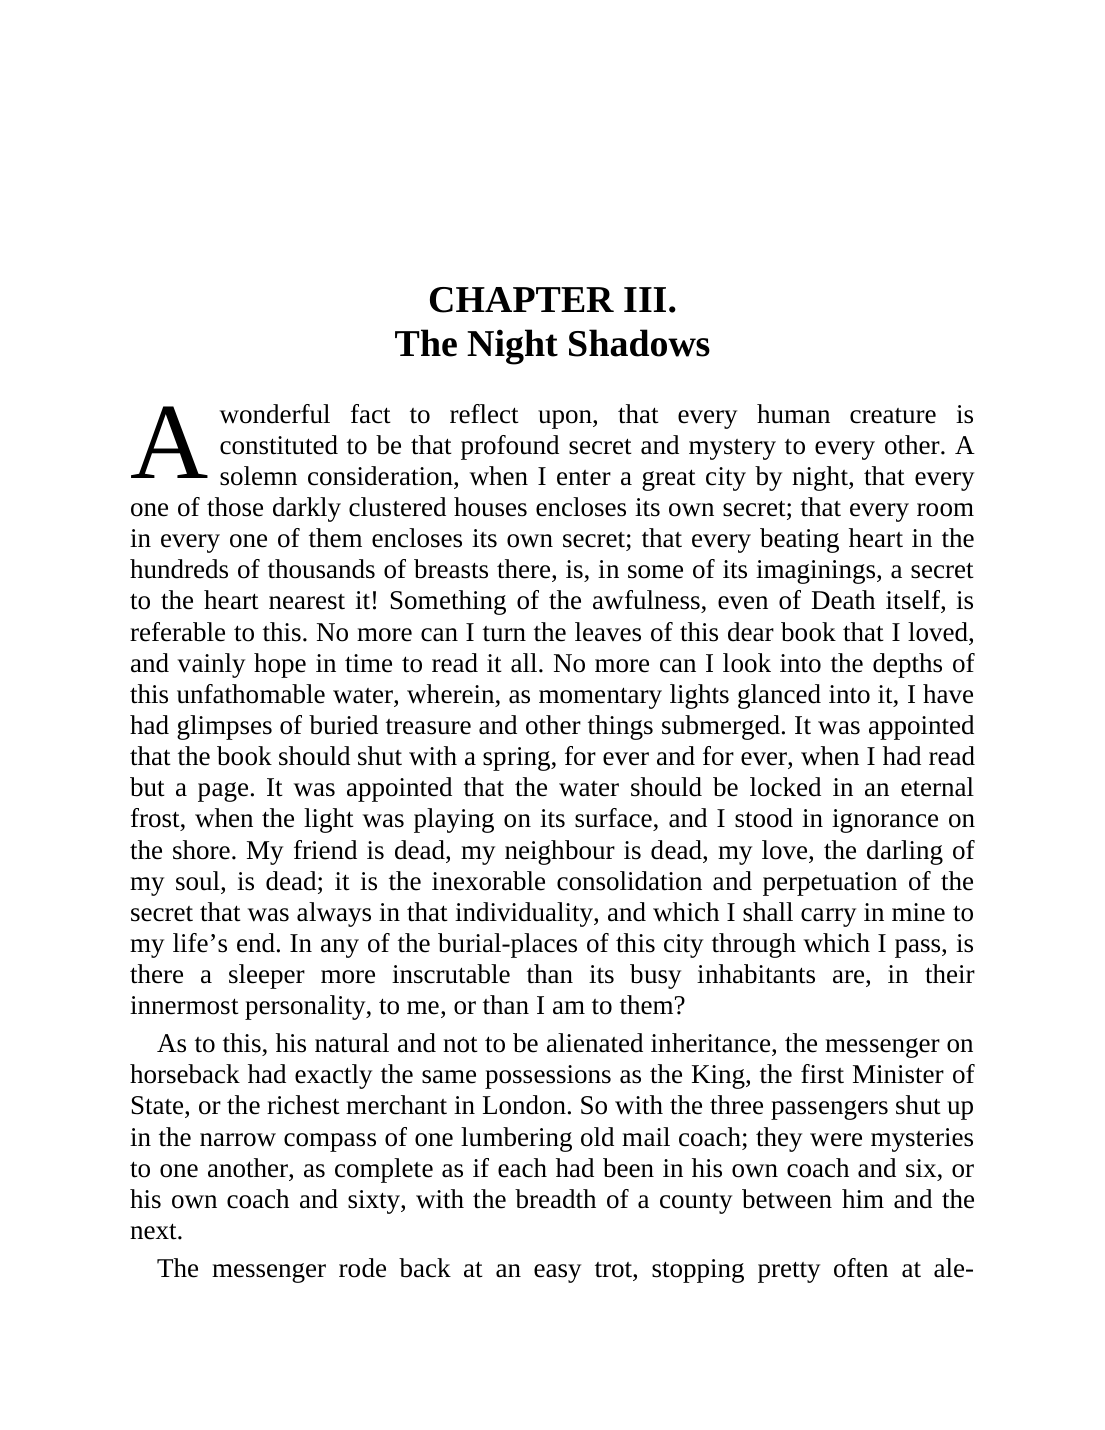 CHAPTER III.
The Night Shadows
A wonderful fact to reflect upon, that every human creature is
constituted to be that profound secret and mystery to every other. A
solemn consideration, when I enter a great city by night, that every
one of those darkly clustered houses encloses its own secret; that every room
in every one of them encloses its own secret; that every beating heart in the
hundreds of thousands of breasts there, is, in some of its imaginings, a secret
to the heart nearest it! Something of the awfulness, even of Death itself, is
referable to this. No more can I turn the leaves of this dear book that I loved,
and vainly hope in time to read it all. No more can I look into the depths of
this unfathomable water, wherein, as momentary lights glanced into it, I have
had glimpses of buried treasure and other things submerged. It was appointed
that the book should shut with a spring, for ever and for ever, when I had read
but a page. It was appointed that the water should be locked in an eternal
frost, when the light was playing on its surface, and I stood in ignorance on
the shore. My friend is dead, my neighbour is dead, my love, the darling of
my soul, is dead; it is the inexorable consolidation and perpetuation of the
secret that was always in that individuality, and which I shall carry in mine to
my life’s end. In any of the burial-places of this city through which I pass, is
there a sleeper more inscrutable than its busy inhabitants are, in their
innermost personality, to me, or than I am to them?
As to this, his natural and not to be alienated inheritance, the messenger on
horseback had exactly the same possessions as the King, the first Minister of
State, or the richest merchant in London. So with the three passengers shut up
in the narrow compass of one lumbering old mail coach; they were mysteries
to one another, as complete as if each had been in his own coach and six, or
his own coach and sixty, with the breadth of a county between him and the
next.
The messenger rode back at an easy trot, stopping pretty often at ale-